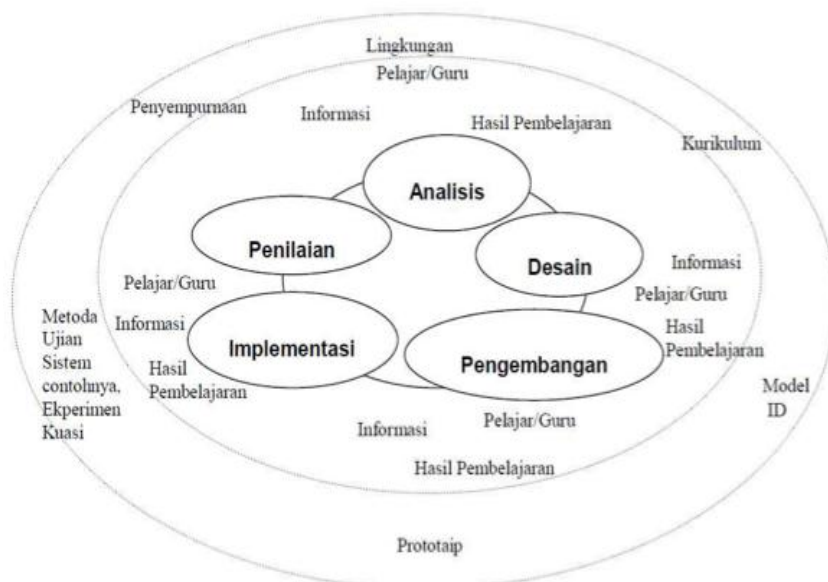 Lingkungan
Pelajar/Guru
Penyempurnaan
Informasi
Hasil Pembelajaran
Kurikulum
Analisis
Penilaian
Desain
Informasi
Pelajar/Guru
Pelajar/Guru
Metoda
Ujian
Sistem
contohnya,
Ekperimen
Kuasi
Informasi
Implementasi
Hasil
Pembelajaran
Pengembangan
Hasil
Pembelajaran
Model
ID
Informasi
Pelajar/Guru
Hasil Pembelajaran
Prototaip